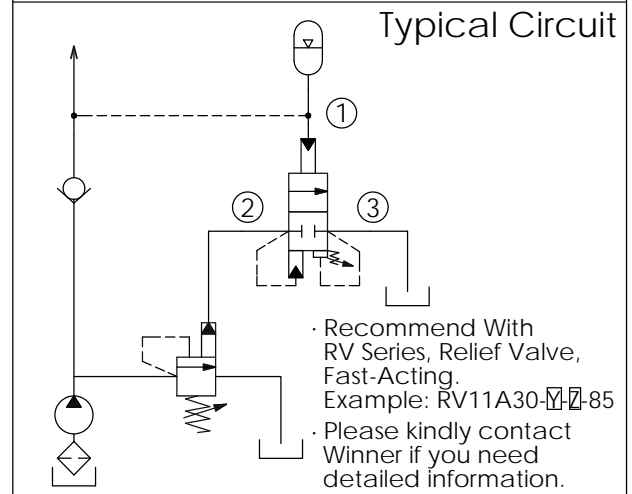 Typical Circuit
①
②
③
· Recommend With
RV Series, Relief Valve,
Fast-Acting.
Example: RV11A30-Y-Z-85
· Please kindly contact
Winner if you need
detailed information.